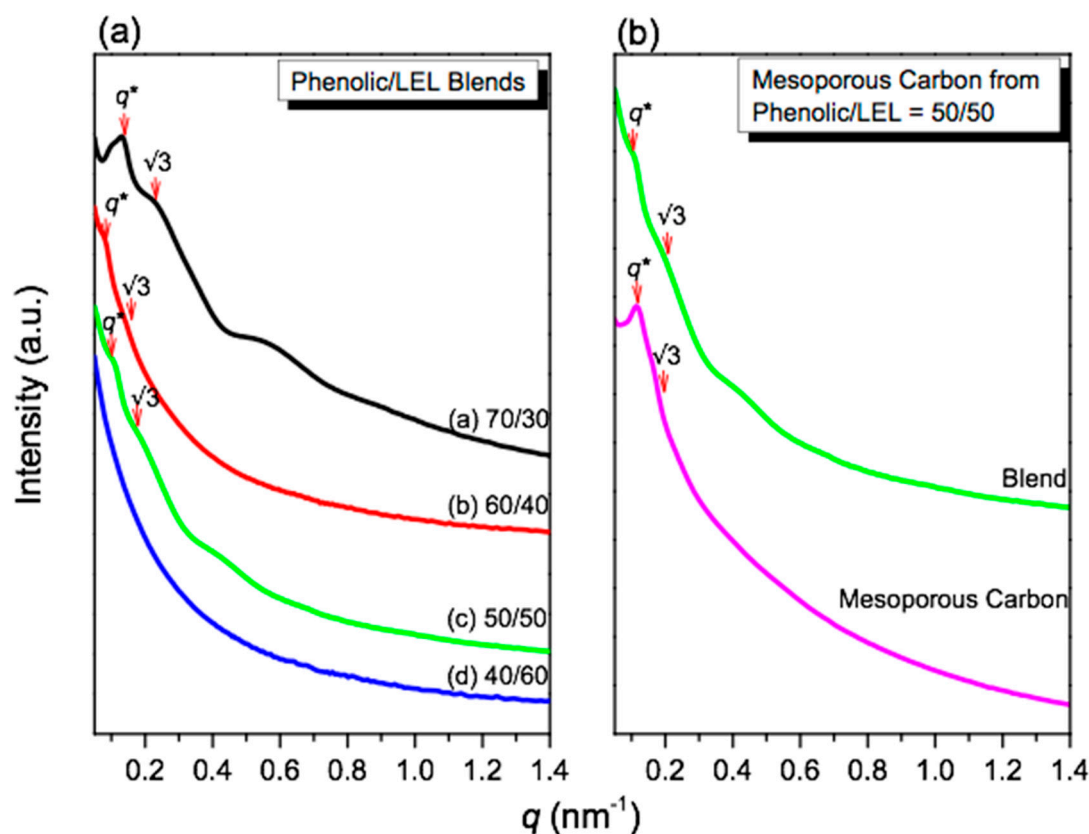 (a)
Phenolic/LEL Blends
q*
√3
q*
√3
q*
√3
(a) 70/30
(b) 60/40
(c) 50/50
(d) 40/60
0.2 0.4 0.6 0.8 1.0 1.2 1.4
(b)
Mesoporous Carbon from
Phenolic/LEL = 50/50
q*
√3
q*
√3
Blend
Mesoporous Carbon
0.2 0.4 0.6 0.8 1.0 1.2 1.4
Intensity (a.u.)
q (nm⁻¹)